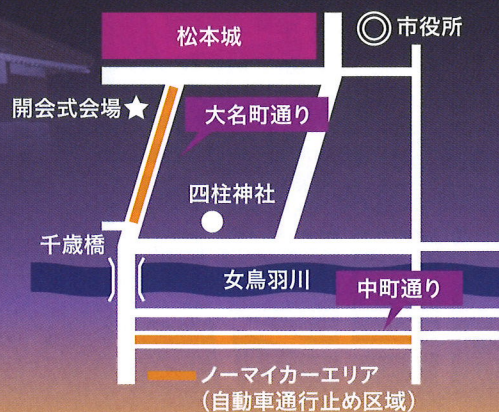 松本城
市役所
開会式会場★
大名町通り
四柱神社
千歳橋
女鳥羽川
中町通り
ノーマイカーエリア
（自動車通行止め区域）